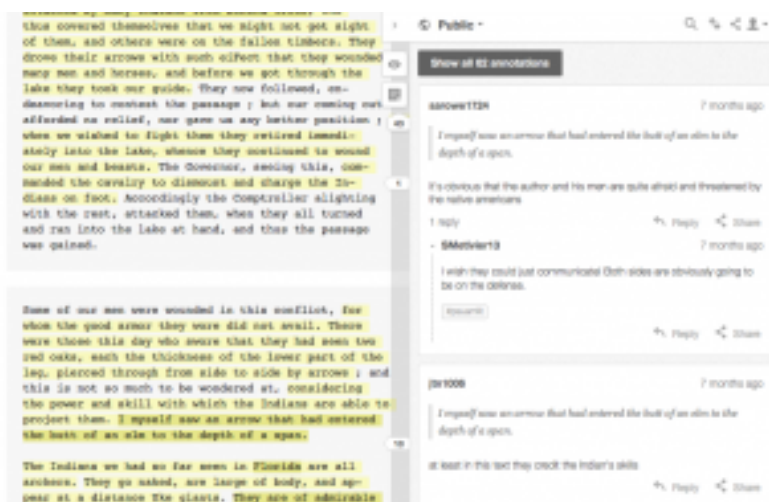 thus covered themselves that we might not get sight
of them, and others were on the fallen timbers. They
drove their arrows with such effect that they wounded
many men and horses, and before we got through the
lake they took our guide. They now followed, en-
deavoring to contest the passage ; but our coming out
afforded no relief, nor gave us any better position ;
when we wished to fight them they retired immedi-
ately into the lake, whence they continued to wound
our men and beasts. The Governor, seeing this, com-
manded the cavalry to dismount and charge the In-
dians on foot. Accordingly the Comptroller alighting
with the rest, attacked them, when they all turned
and ran into the lake at hand, and thus the passage
was gained.
Some of our men were wounded in this conflict, for
whom the good armor they wore did not avail. There
were those this day who swore that they had seen two
red oaks, each the thickness of the lower part of the
leg, pierced through from side to side by arrows ; and
this is not so much to be wondered at, considering
the power and skill with which the Indians are able to
project them. I myself saw an arrow that had entered
the butt of an elm to the depth of a span.
The Indians we had so far seen in Florida are all
archers. They go naked, are large of body, and ap-
pear at a distance like giants. They are of admirable
Public
Show all 62 annotations
7 months ago
I myself saw an arrow that had entered the butt of an elm to the
depth of a span.
It's obvious that the author and his men are quite afraid and threatened by
the native americans
1 reply
Reply Share
SMetivier13 7 months ago
I wish they could just communicate! Both sides are obviously going to
be on the defense.
Reply Share
jbr1008 7 months ago
I myself saw an arrow that had entered the butt of an elm to the
depth of a span.
at least in this text they credit the Indian's skills
Reply Share